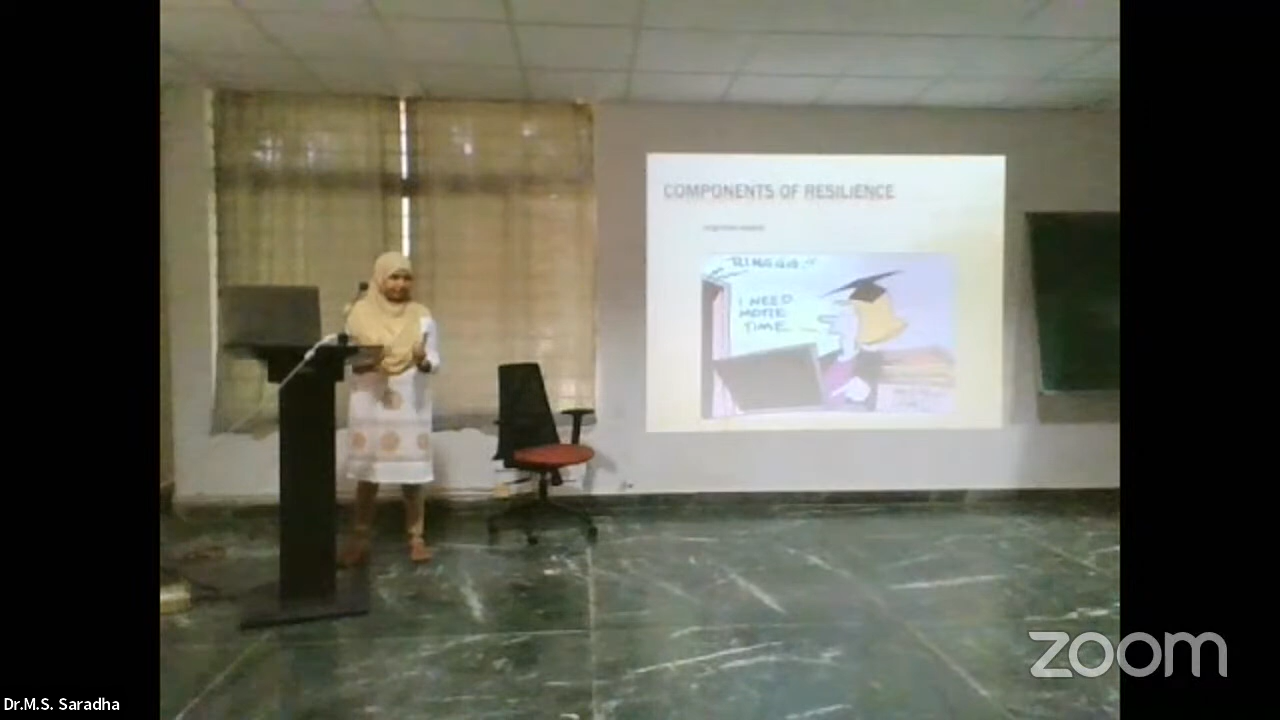 COMPONENTS OF RESILIENCE
I NEED
MORE
TIME
zoom
Dr.M.S. Saradha